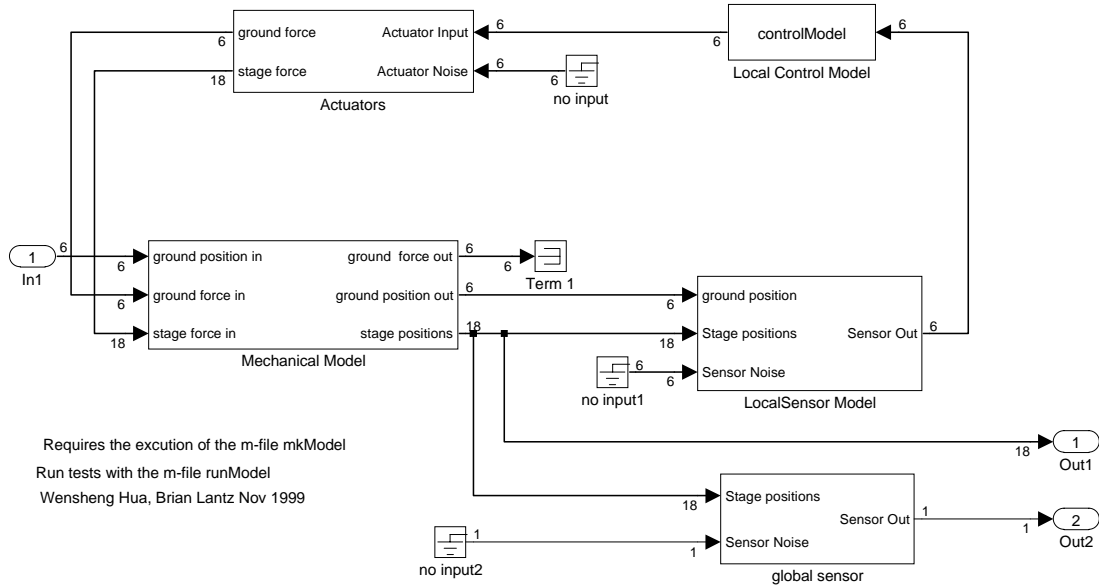 ground force
6
stage force
18
Actuator Input
6
Actuator Noise
6
Actuators
no input
6
controlModel
6
Local Control Model
1
In1
6
ground position in
6
ground force in
6
stage force in
18
ground  force out
6
ground position out
6
stage positions
18
Mechanical Model
6
Term 1
6
ground position
18
Stage positions
6
Sensor Noise
Sensor Out
6
LocalSensor Model
6
no input1
Requires the excution of the m-file mkModel
Run tests with the m-file runModel
Wensheng Hua, Brian Lantz Nov 1999
18
1
Out1
18
Stage positions
1
Sensor Noise
Sensor Out
1
global sensor
1
no input2
1
2
Out2